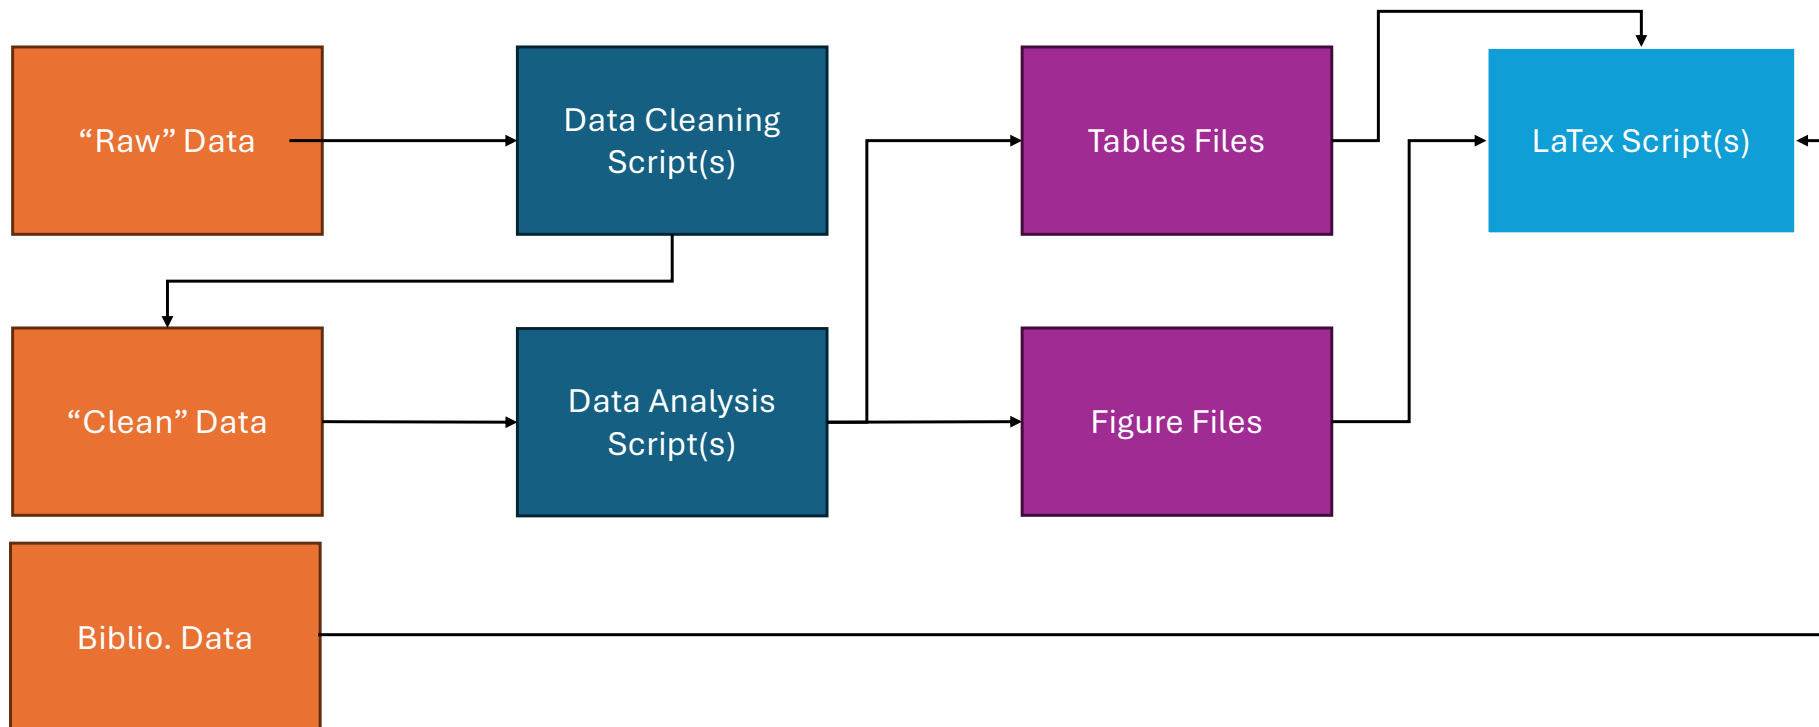 “Raw” Data
Data Cleaning
Script(s)
Tables Files
LaTex Script(s)
“Clean” Data
Data Analysis
Script(s)
Figure Files
Biblio. Data